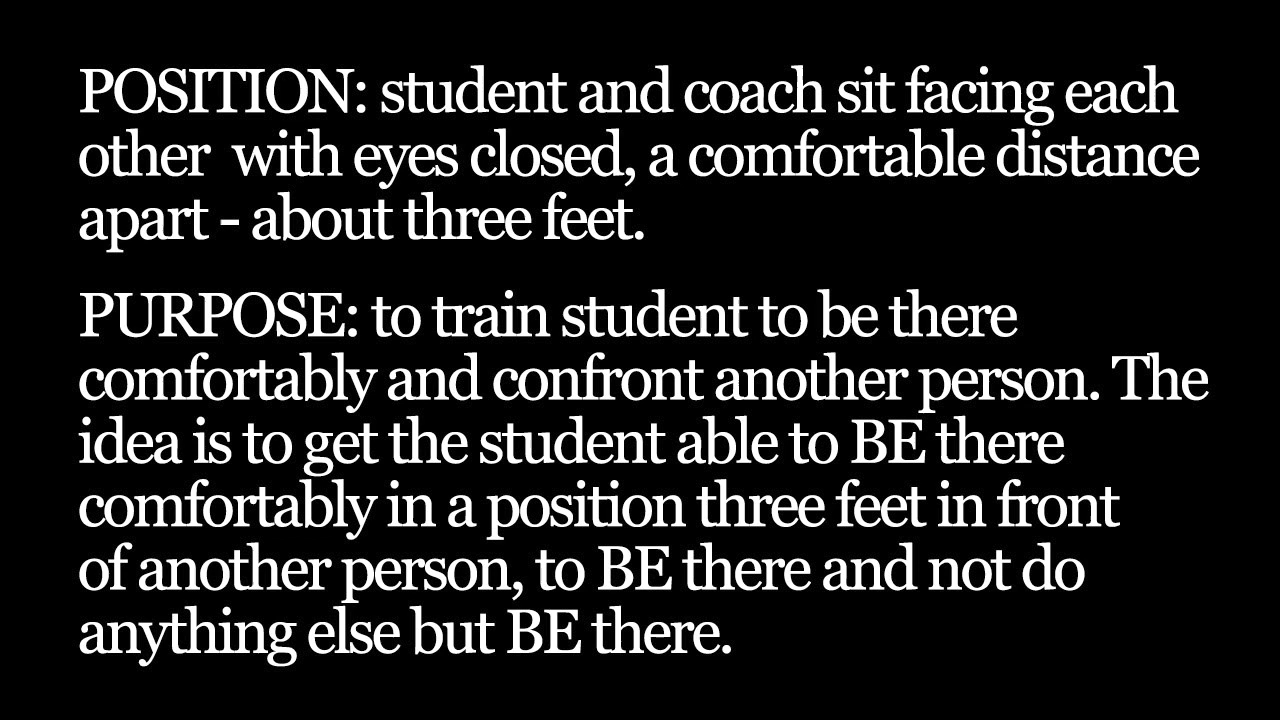 POSITION: student and coach sit facing each
other  with eyes closed, a comfortable distance
apart - about three feet.
PURPOSE: to train student to be there
comfortably and confront another person. The
idea is to get the student able to BE there
comfortably in a position three feet in front
of another person, to BE there and not do
anything else but BE there.